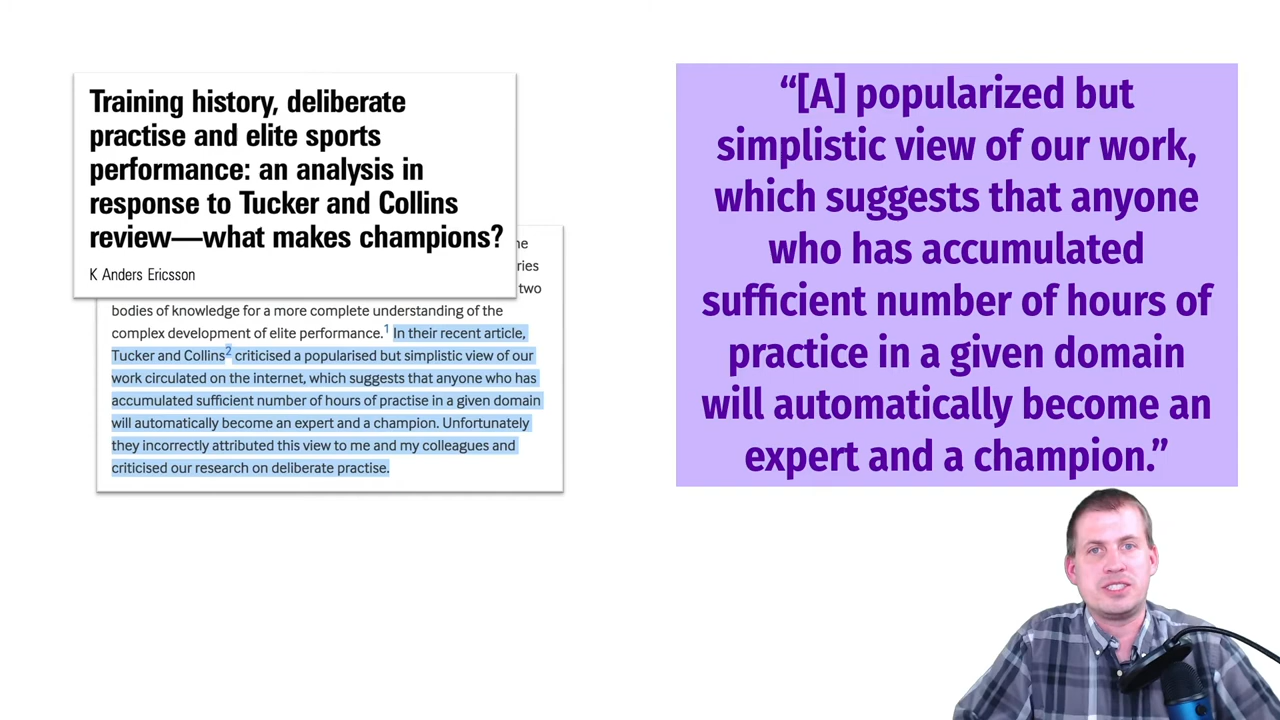 Training history, deliberate
practise and elite sports
performance: an analysis in
response to Tucker and Collins
review—what makes champions?
K Anders Ericsson
ne
ries
two
bodies of knowledge for a more complete understanding of the
complex development of elite performance.1 In their recent article,
Tucker and Collins2 criticised a popularised but simplistic view of our
work circulated on the internet, which suggests that anyone who has
accumulated sufficient number of hours of practise in a given domain
will automatically become an expert and a champion. Unfortunately
they incorrectly attributed this view to me and my colleagues and
criticised our research on deliberate practise.
“[A] popularized but
simplistic view of our work,
which suggests that anyone
who has accumulated
sufficient number of hours of
practice in a given domain
will automatically become an
expert and a champion.”